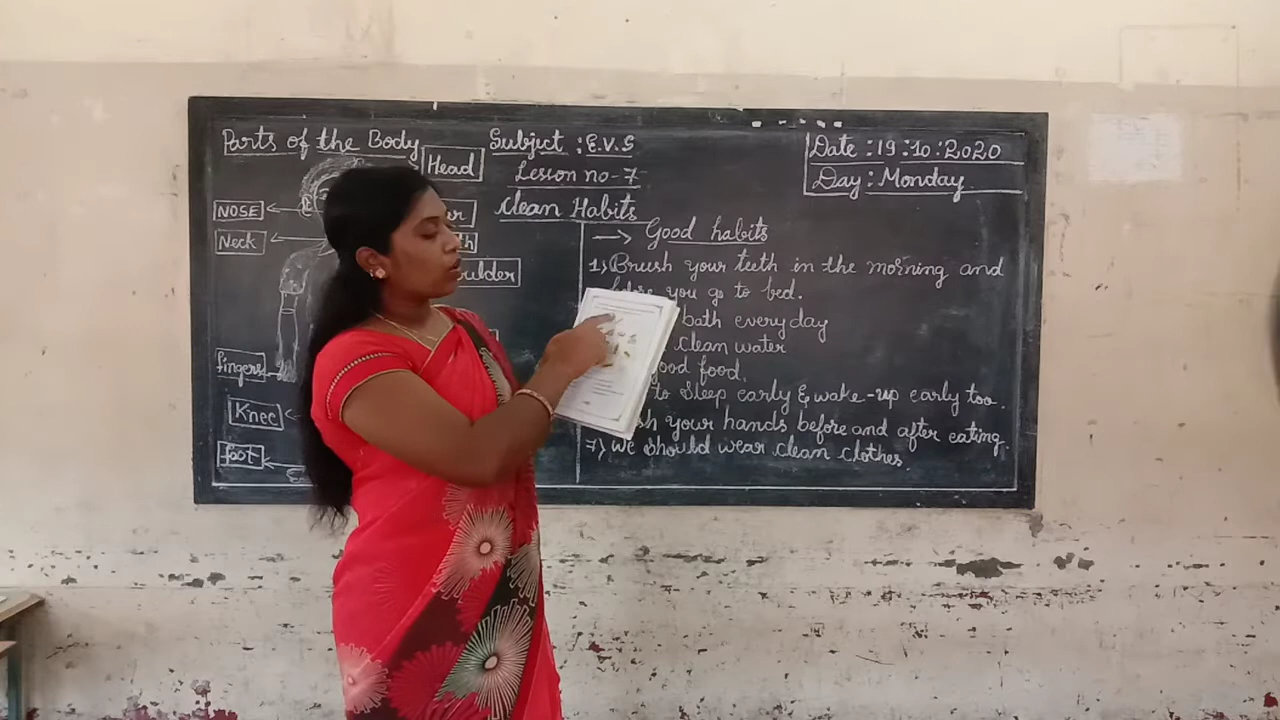 Parts of the Body
Head
NOSE
Neck
fingers
Knee
foot
Subject : E.V.S
Lesson no-7
Clean Habits
Date : 19:10:2020
Day : Monday
→ Good habits
1) Brush your teeth in the morning and
you go to bed.
bath everyday
clean water
good food.
to sleep early & wake-up early too.
your hands before and after eating.
7) We should wear clean clothes.